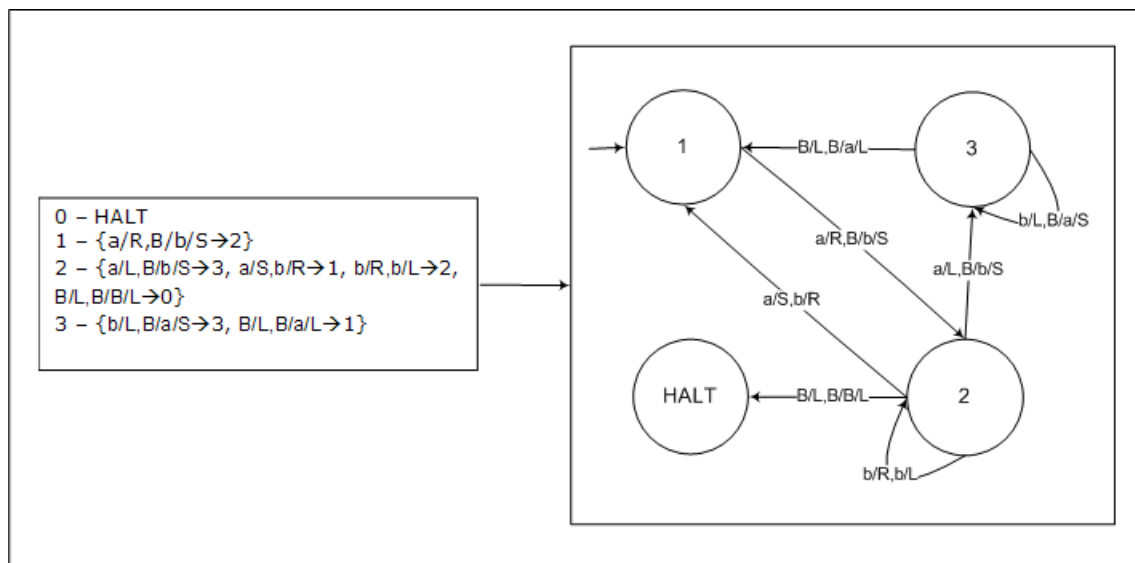 0 – HALT
1 – {a/R,B/b/S→2}
2 – {a/L,B/b/S→3, a/S,b/R→1, b/R,b/L→2,
B/L,B/B/L→0}
3 – {b/L,B/a/S→3, B/L,B/a/L→1}
1
B/L,B/a/L
3
b/L,B/a/S
a/R,B/b/S
a/L,B/b/S
a/S,b/R
HALT
B/L,B/B/L
2
b/R,b/L